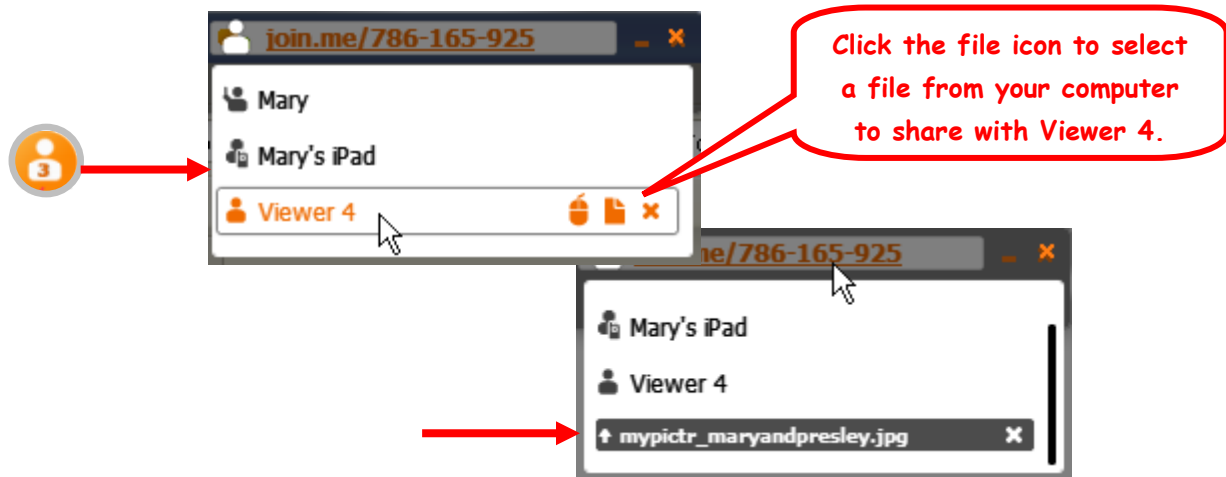 join.me/786-165-925
Mary
Mary's iPad
Viewer 4
3
Click the file icon to select
a file from your computer
to share with Viewer 4.
me/786-165-925
Mary's iPad
Viewer 4
mypictr_maryandpresley.jpg